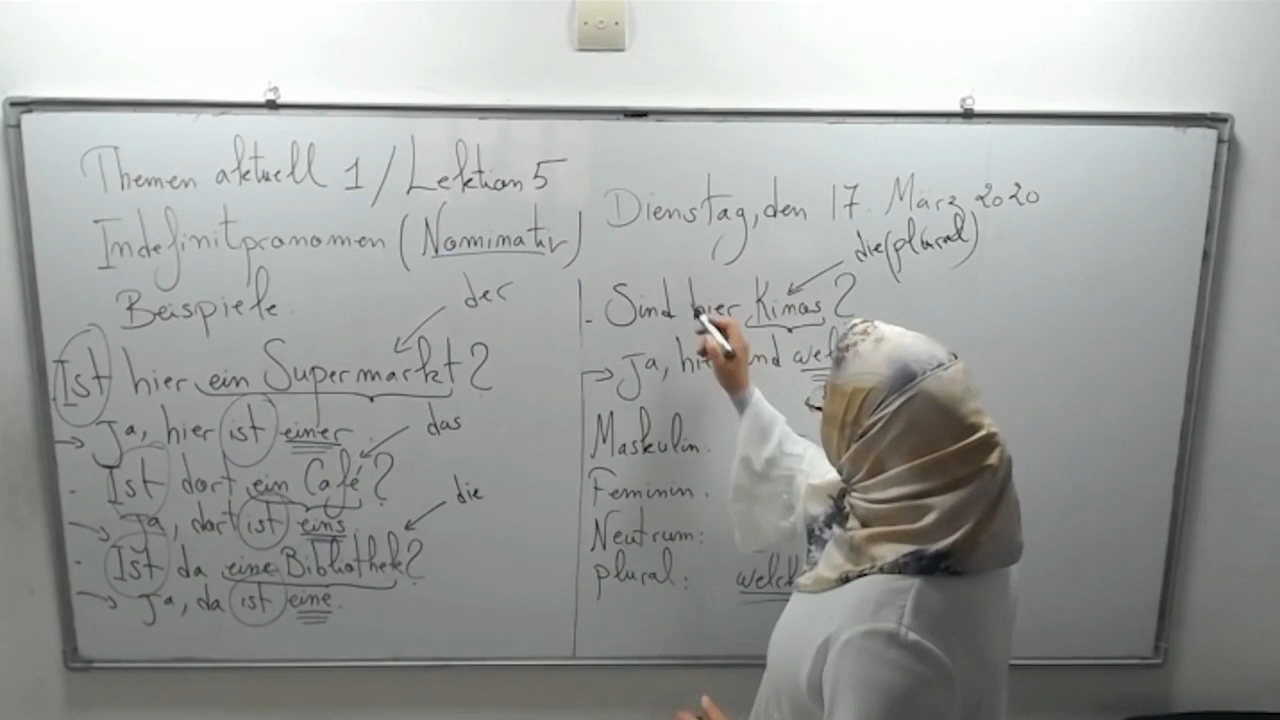 Themen aktuell 1 / Lektion 5
Indefinitpronomen (Nominativ)
Beispiele:
der
Ist hier ein Supermarkt?
→ Ja, hier ist einer.
das
- Ist dort ein Café?
→ Ja, dort ist eins.
die
- Ist da eine Bibliothek?
→ Ja, da ist eine.
Dienstag, den 17. März 2020
die (plural)
- Sind hier Kinos?
→ Ja,
Maskulin.
Feminin.
Neutrum:
plural: